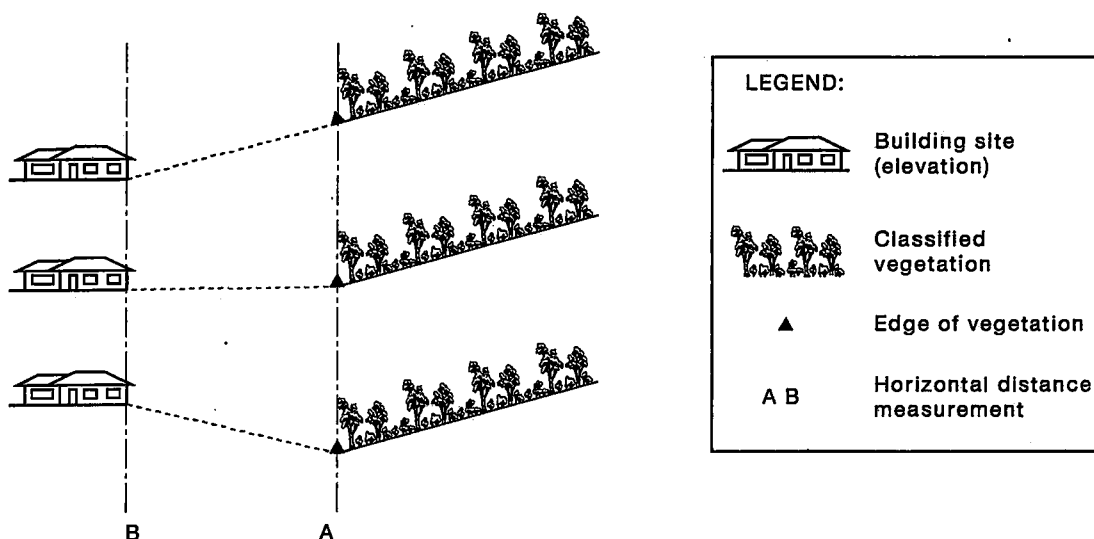 LEGEND:
Building site
(elevation)
Classified
vegetation
Edge of vegetation
A B
Horizontal distance
measurement
B
A